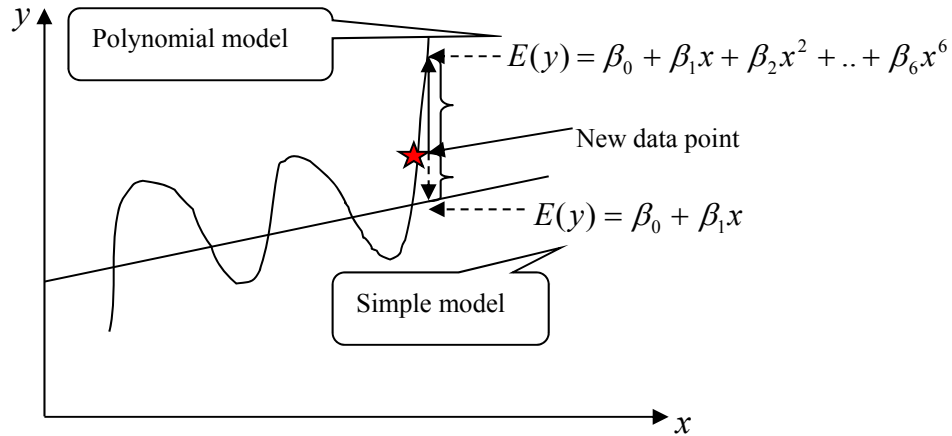 y
Polynomial model
E(y) = β₀ + β₁x + β₂x² + .. + β₆x⁶
New data point
E(y) = β₀ + β₁x
Simple model
x